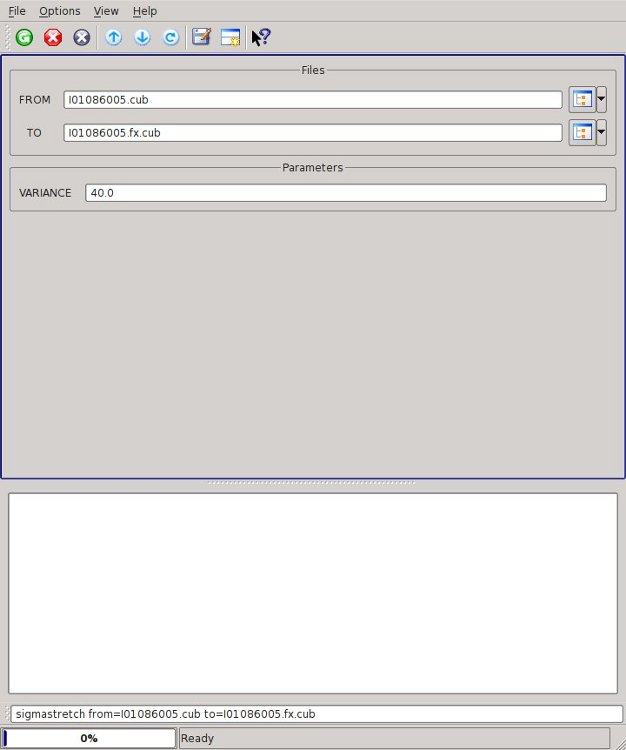 File Options View Help
Files
FROM I01086005.cub
TO I01086005.fx.cub
Parameters
VARIANCE 40.0
sigmastretch from=I01086005.cub to=I01086005.fx.cub
0% Ready